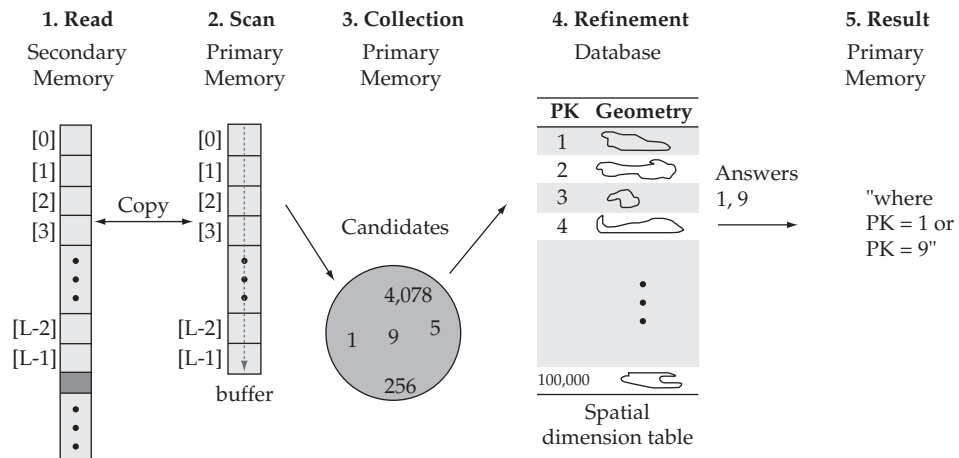 1. Read
Secondary
Memory
[0]
[1]
[2]
[3]
[L-2]
[L-1]
Copy
2. Scan
Primary
Memory
[0]
[1]
[2]
[3]
[L-2]
[L-1]
buffer
3. Collection
Primary
Memory
Candidates
4,078
1 9 5
256
4. Refinement
Database
PK Geometry
1
2
3
4
100,000
Spatial
dimension table
Answers
1, 9
5. Result
Primary
Memory
"where
PK = 1 or
PK = 9"